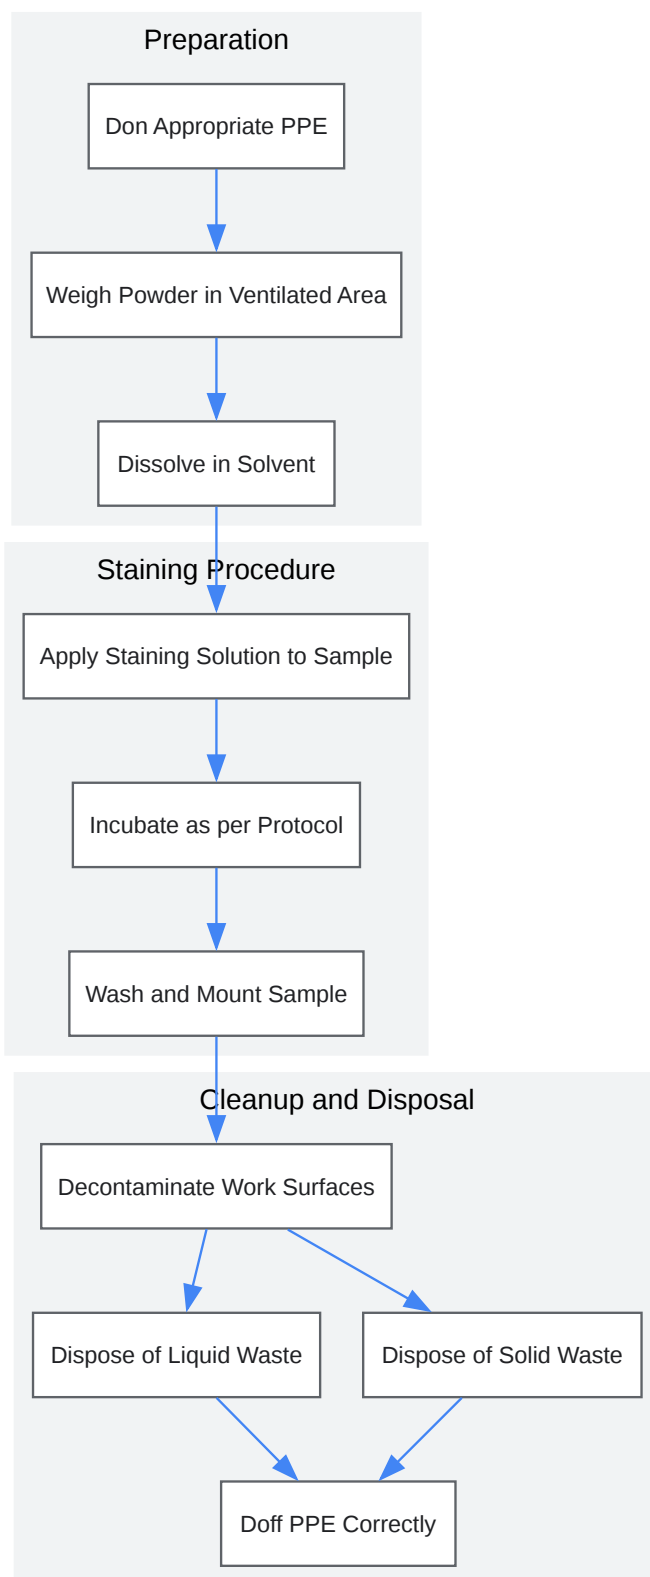 Preparation
Don Appropriate PPE
Weigh Powder in Ventilated Area
Dissolve in Solvent
Staining Procedure
Apply Staining Solution to Sample
Incubate as per Protocol
Wash and Mount Sample
Cleanup and Disposal
Decontaminate Work Surfaces
Dispose of Liquid Waste
Dispose of Solid Waste
Doff PPE Correctly